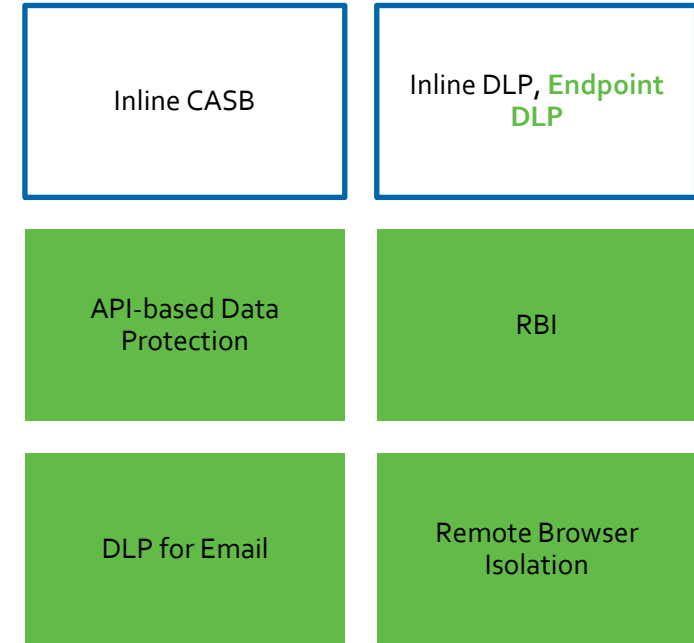 Inline CASB
Inline DLP, Endpoint
DLP
API-based Data
Protection
RBI
DLP for Email
Remote Browser
Isolation